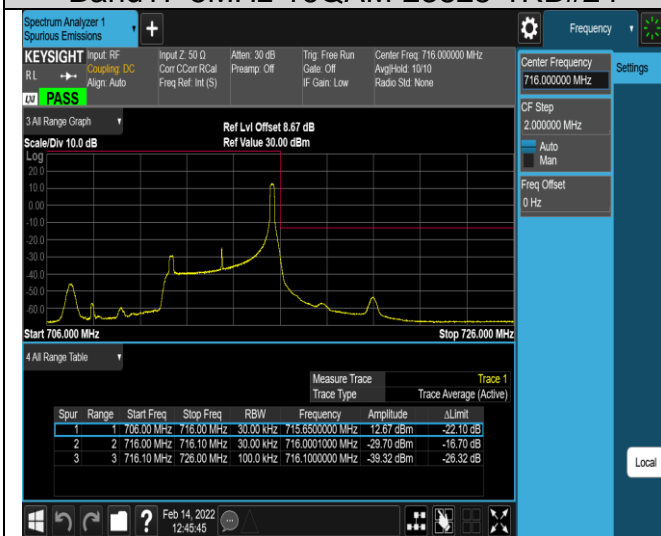 Band17-5MHz-16QAM-23825-1RB#24
Spectrum Analyzer 1
Spurious Emissions
Frequency
KEYSIGHT
Input: RF
Coupling: DC
Align: Auto
Input Z: 50 Ω
Corr CCorr RCal
Freq Ref: Int (S)
Atten: 30 dB
Preamp: Off
Trig: Free Run
Gate: Off
IF Gain: Low
Center Freq: 716.000000 MHz
Avg|Hold: 10/10
Radio Std: None
R L
PASS
Center Frequency
716.000000 MHz
Settings
CF Step
2.000000 MHz
Auto
Man
Freq Offset
0 Hz
3 All Range Graph
Ref Lvl Offset 8.67 dB
Scale/Div 10.0 dB
Ref Value 30.00 dBm
Log
20.0
10.0
0.00
-10.0
-20.0
-30.0
-40.0
-50.0
-60.0
Start 706.000 MHz
Stop 726.000 MHz
4 All Range Table
Measure Trace Trace 1
Trace Type Trace Average (Active)
Spur Range Start Freq Stop Freq RBW Frequency Amplitude ΔLimit
1 1 706.00 MHz 716.00 MHz 30.00 kHz 715.6500000 MHz 12.67 dBm -22.10 dB
2 2 716.00 MHz 716.10 MHz 30.00 kHz 716.0001000 MHz -29.70 dBm -16.70 dB
3 3 716.10 MHz 726.00 MHz 100.0 kHz 716.1000000 MHz -39.32 dBm -26.32 dB
Local
?
Feb 14, 2022
12:45:45